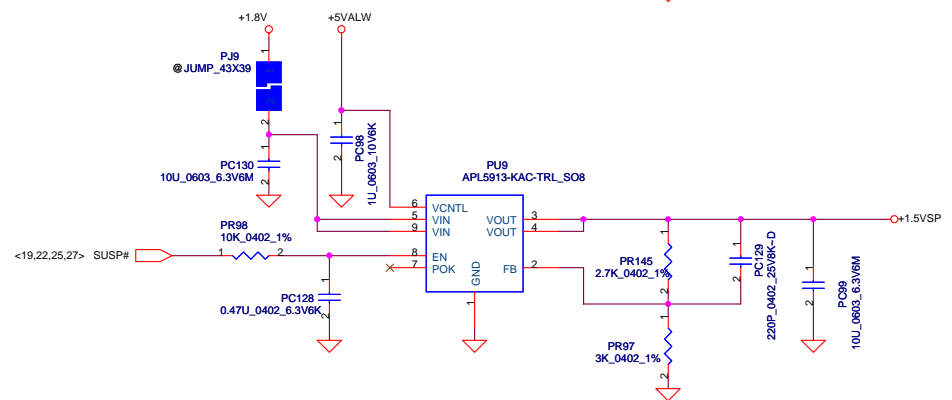 +1.8V
+5VALW
PJ9
@JUMP_43X39
1
2
PC130
10U_0603_6.3V6M
1
2
PC98
1U_0603_10V6K
1
2
PU9
APL5913-KAC-TRL_SO8
6 VCNTL
5 VIN
9 VIN
8 EN
7 POK
VOUT 3
VOUT 4
FB 2
GND
1
+1.5VSP
<19,22,25,27> SUSP#
PR98
10K_0402_1%
1 2
PC128
0.47U_0402_6.3V6K
1
2
PR145
2.7K_0402_1%
1
2
PC129
220P_0402_25V8K-D
1
2
PC99
10U_0603_6.3V6M
1
2
PR97
3K_0402_1%
1
2